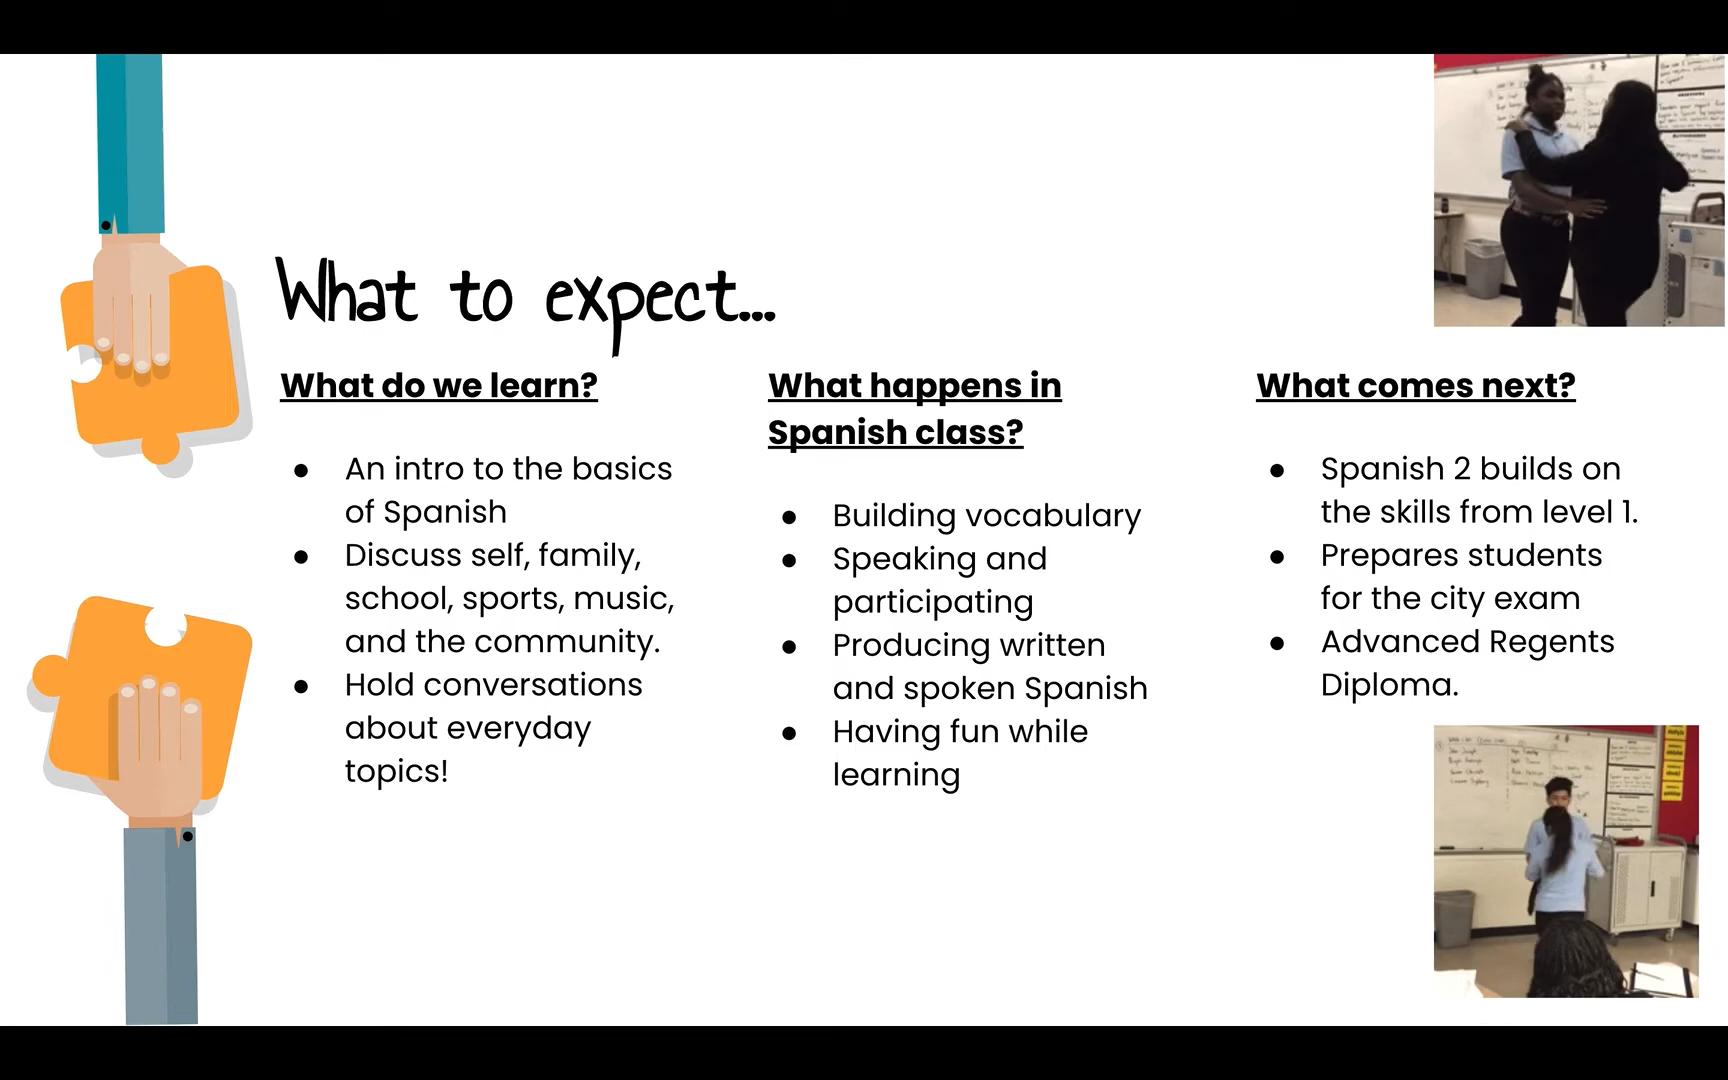 What to expect...
What do we learn?
● An intro to the basics
of Spanish
● Discuss self, family,
school, sports, music,
and the community.
● Hold conversations
about everyday
topics!
What happens in
Spanish class?
● Building vocabulary
● Speaking and
participating
● Producing written
and spoken Spanish
● Having fun while
learning
What comes next?
● Spanish 2 builds on
the skills from level 1.
● Prepares students
for the city exam
● Advanced Regents
Diploma.